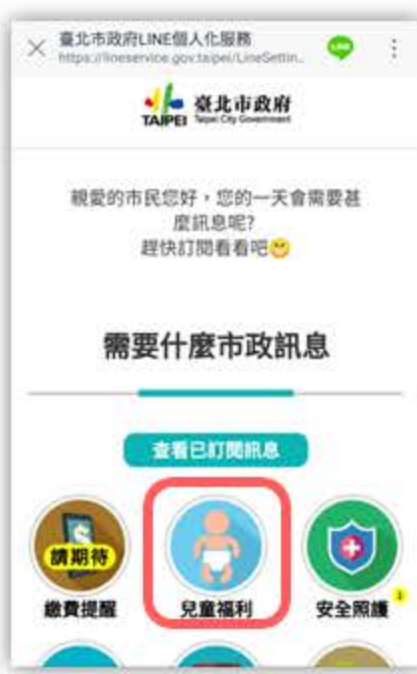 臺北市政府LINE個人化服務
https://lineservice.gov.taipei/LineSettin...
LINE
TAIPEI 臺北市政府
Taipei City Government
親愛的市民您好，您的一天會需要甚
麼訊息呢?
趕快訂閱看看吧
需要什麼市政訊息
查看已訂閱訊息
請期待
繳費提醒
兒童福利
安全照護